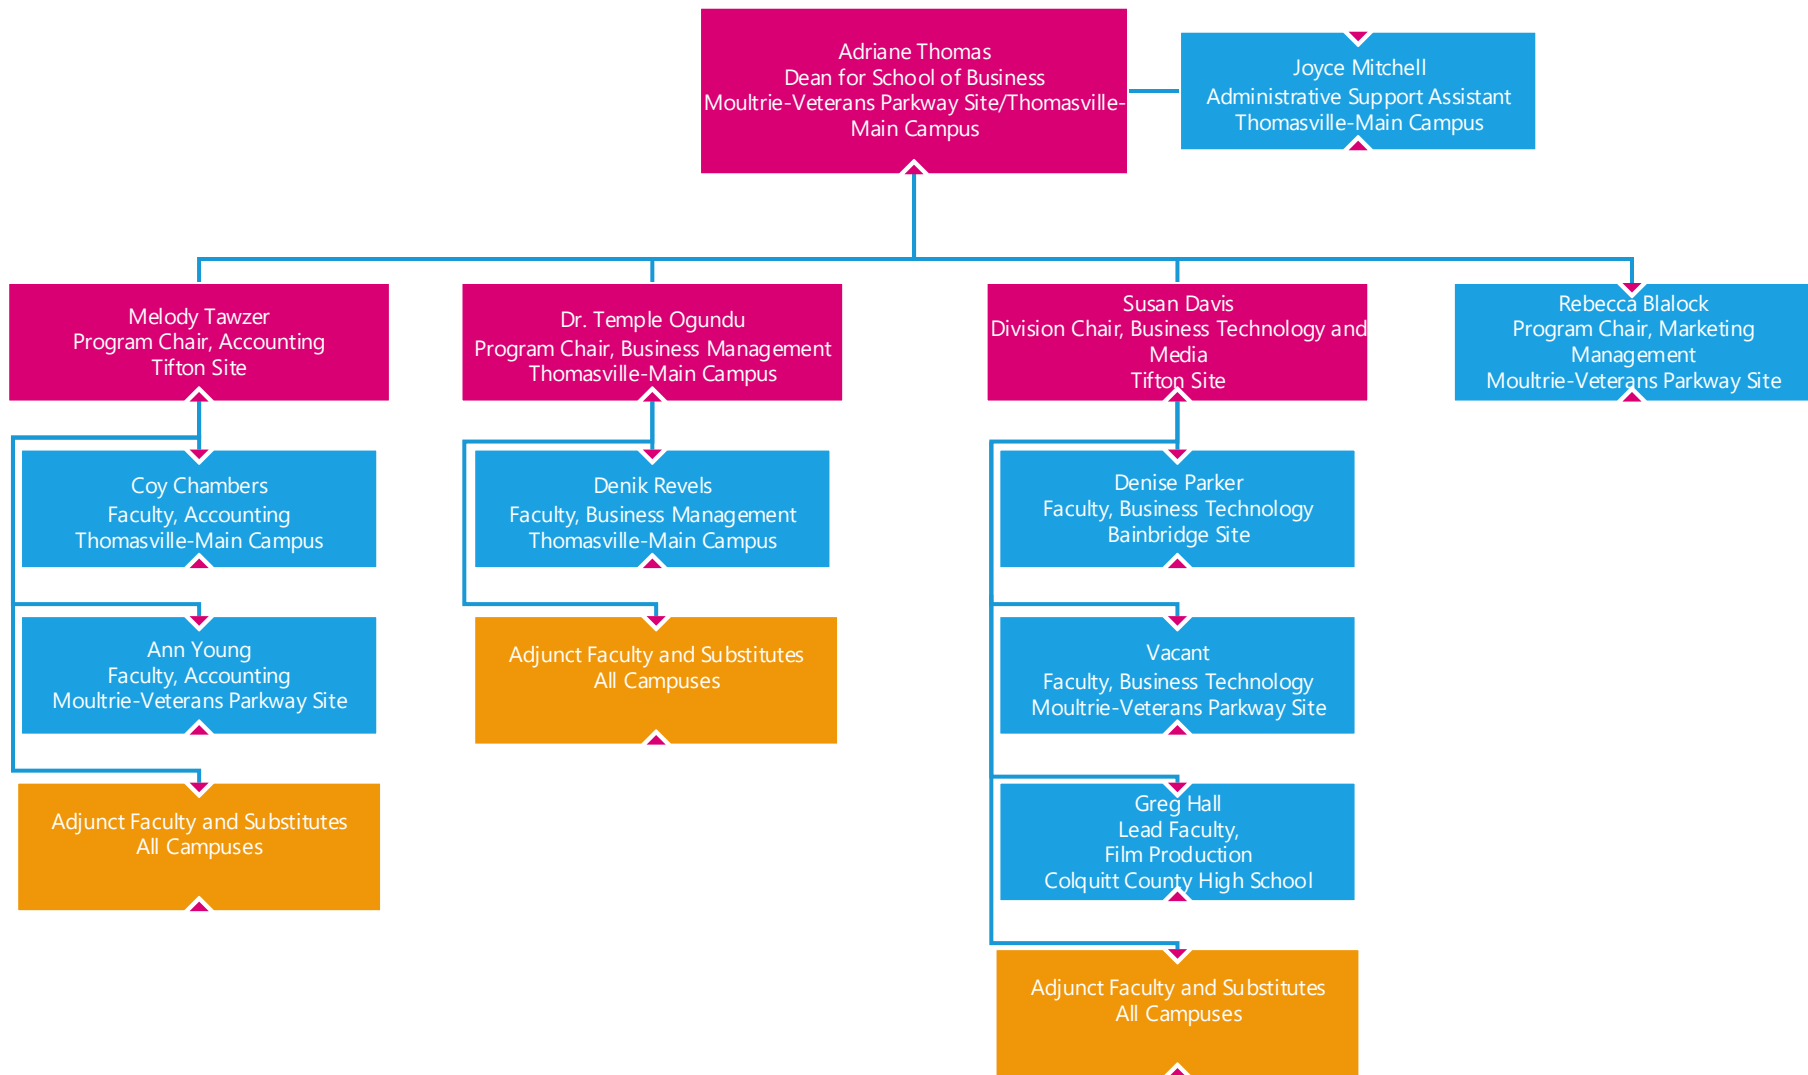 Adriane Thomas
Dean for School of Business
Moultrie-Veterans Parkway Site/Thomasville-
Main Campus
Joyce Mitchell
Administrative Support Assistant
Thomasville-Main Campus
Melody Tawzer
Program Chair, Accounting
Tifton Site
Dr. Temple Ogundu
Program Chair, Business Management
Thomasville-Main Campus
Susan Davis
Division Chair, Business Technology and
Media
Tifton Site
Rebecca Blalock
Program Chair, Marketing
Management
Moultrie-Veterans Parkway Site
Coy Chambers
Faculty, Accounting
Thomasville-Main Campus
Denik Revels
Faculty, Business Management
Thomasville-Main Campus
Denise Parker
Faculty, Business Technology
Bainbridge Site
Ann Young
Faculty, Accounting
Moultrie-Veterans Parkway Site
Adjunct Faculty and Substitutes
All Campuses
Vacant
Faculty, Business Technology
Moultrie-Veterans Parkway Site
Adjunct Faculty and Substitutes
All Campuses
Greg Hall
Lead Faculty,
Film Production
Colquitt County High School
Adjunct Faculty and Substitutes
All Campuses